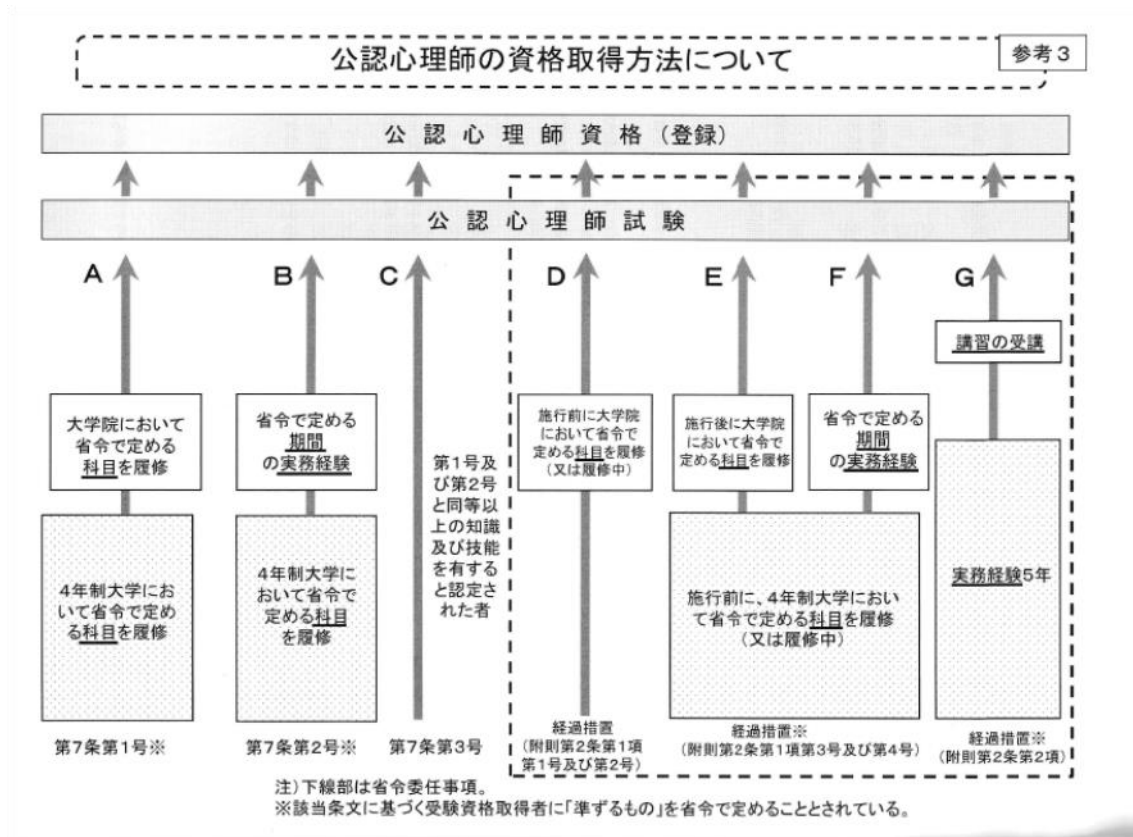 公認心理師の資格取得方法について
参考3
公認心理師資格(登録)
公認心理師試験
A
B
C
D
E
F
G
講習の受講
大学院において
省令で定める
科目を履修
省令で定める
期間
の実務経験
第1号及
び第2号
と同等以
上の知識
及び技能
を有する
と認定さ
れた者
施行前に大学院
において省令で
定める科目を履修
(又は履修中)
施行後に大学院
において省令で
定める科目を履修
省令で定める
期間
の実務経験
4年制大学にお
いて省令で定め
る科目を履修
4年制大学に
おいて省令で
定める科目
を履修
施行前に、4年制大学におい
て省令で定める科目を履修
(又は履修中)
実務経験5年
第7条第1号※
第7条第2号※
第7条第3号
経過措置
(附則第2条第1項
第1号及び第2号)
経過措置※
(附則第2条第1項第3号及び第4号)
経過措置※
(附則第2条第2項)
注)下線部は省令委任事項。
※該当条文に基づく受験資格取得者に「準ずるもの」を省令で定めることとされている。